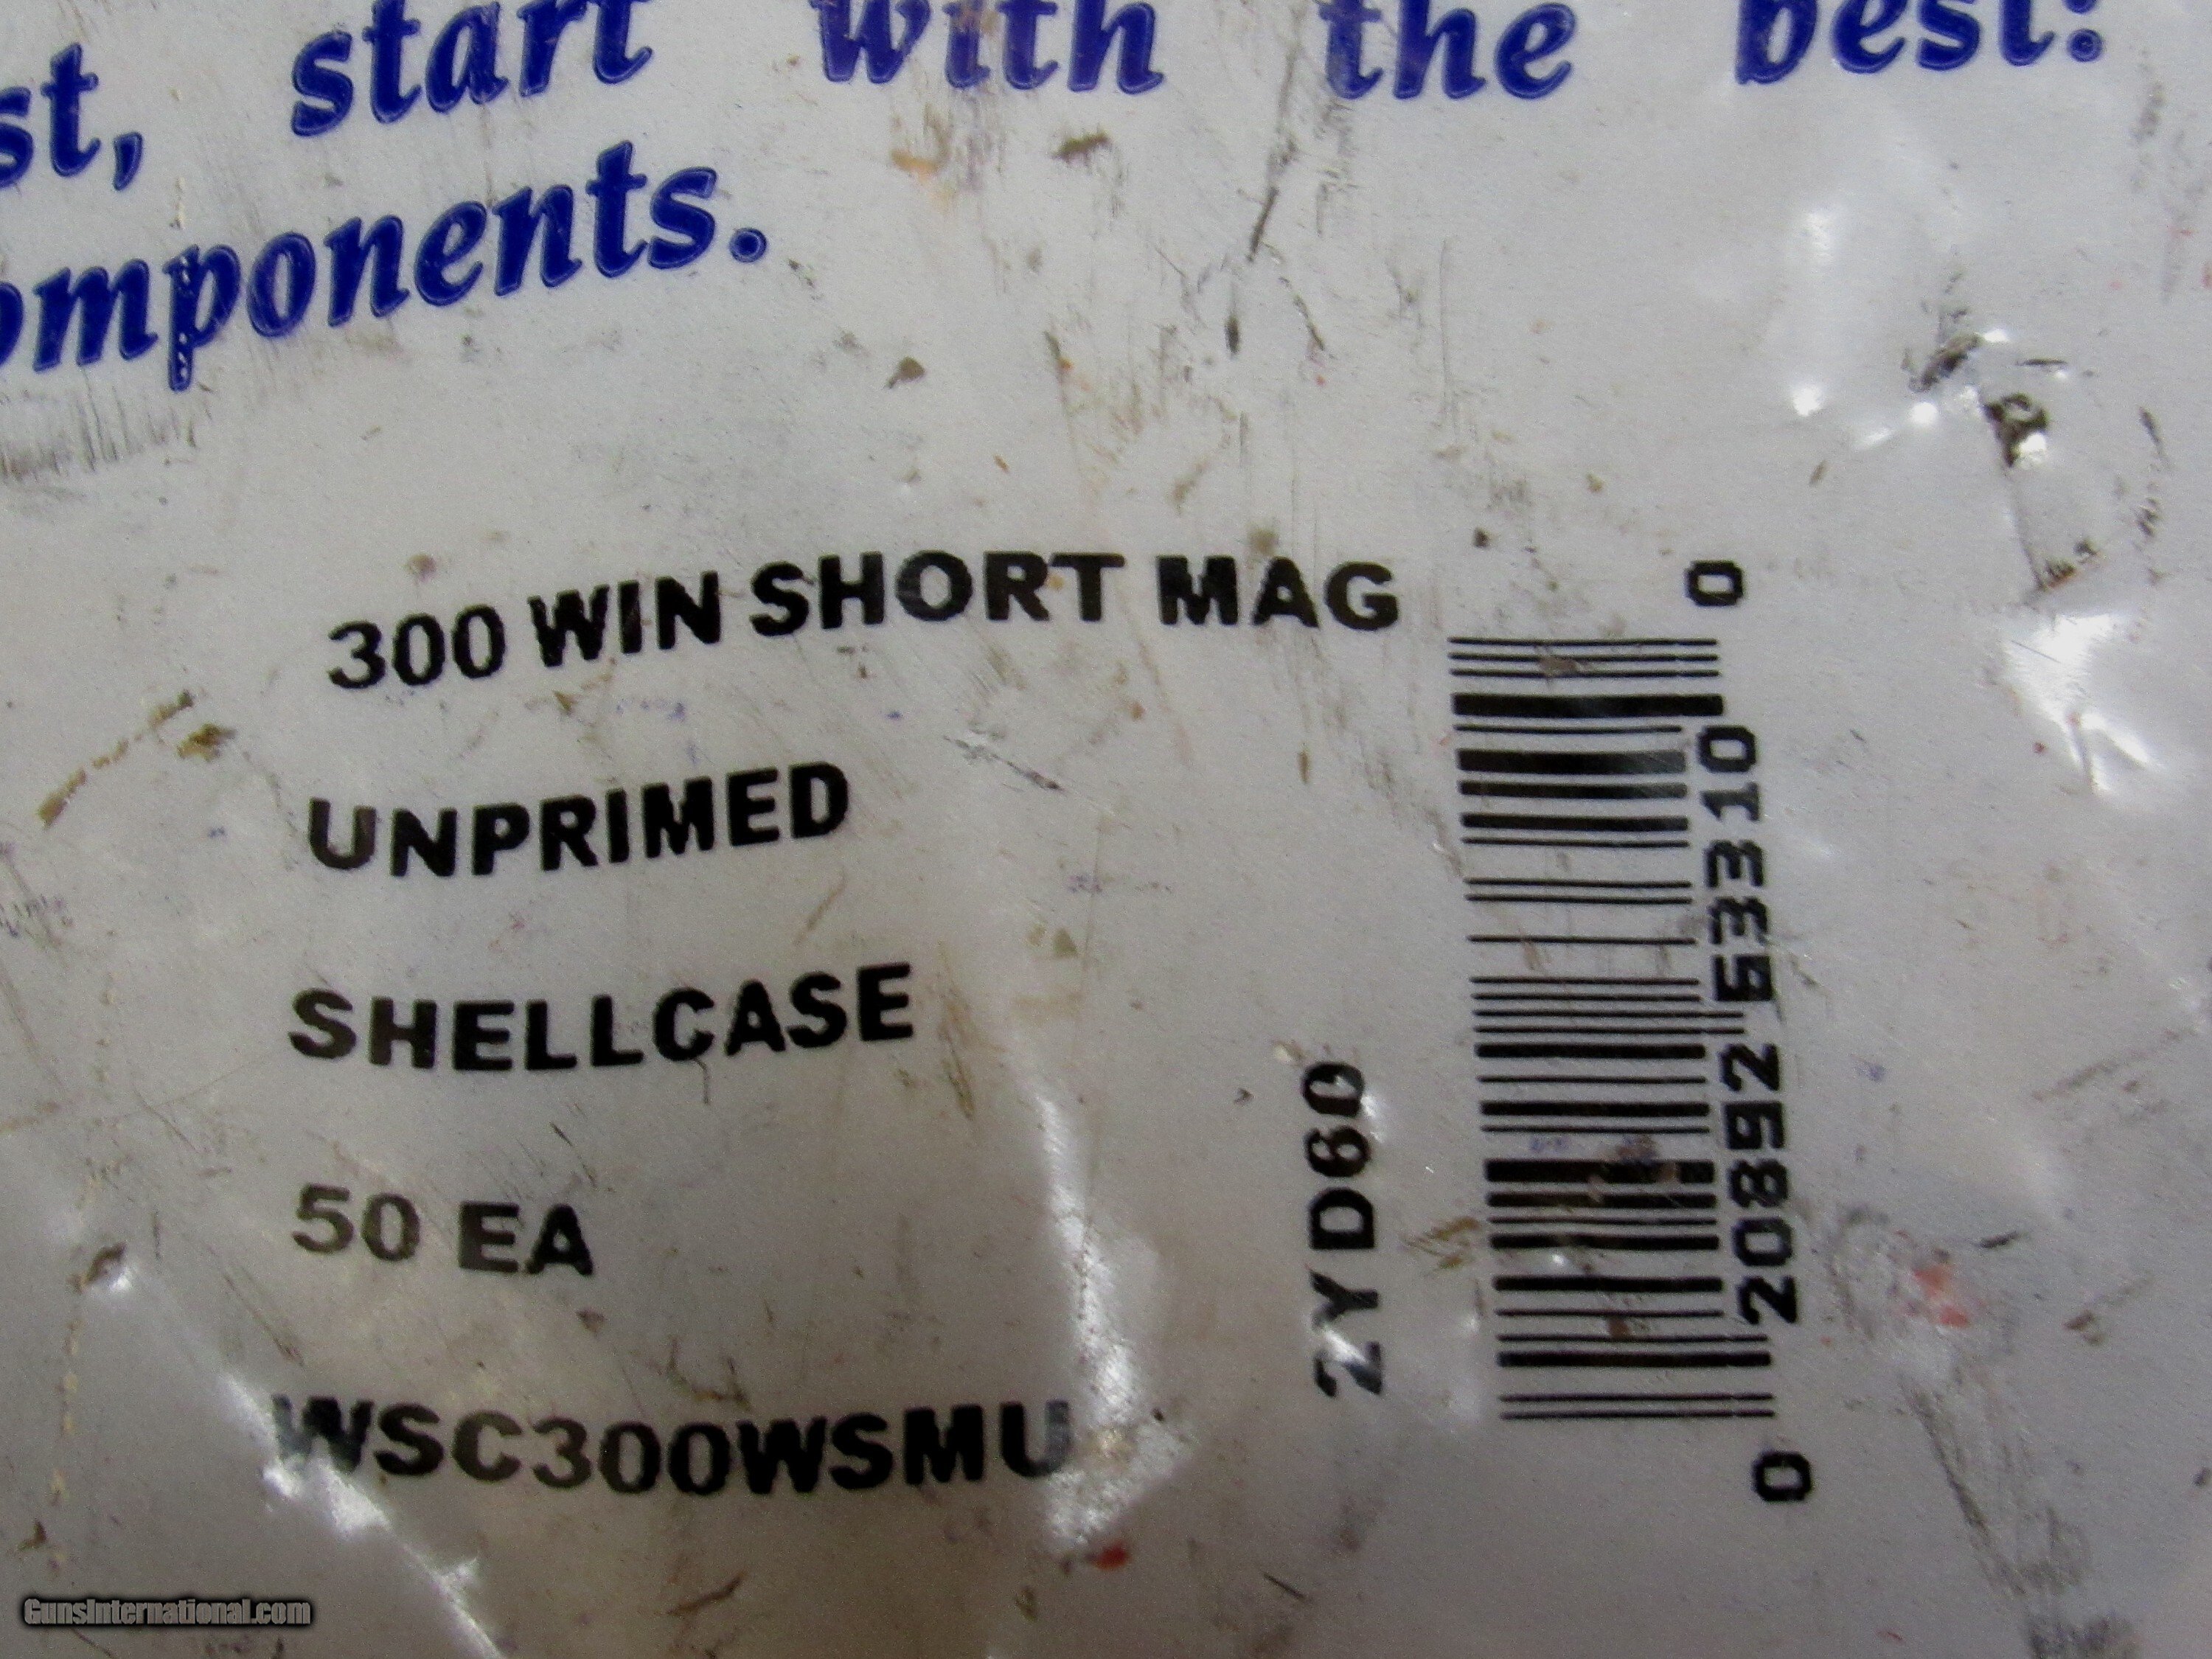 st, start with the best:
omponents.
300 WIN SHORT MAG
UNPRIMED
SHELLCASE
50 EA
WSC300WSMU
2YD60
0 20892 53310 0
GunsInternational.com